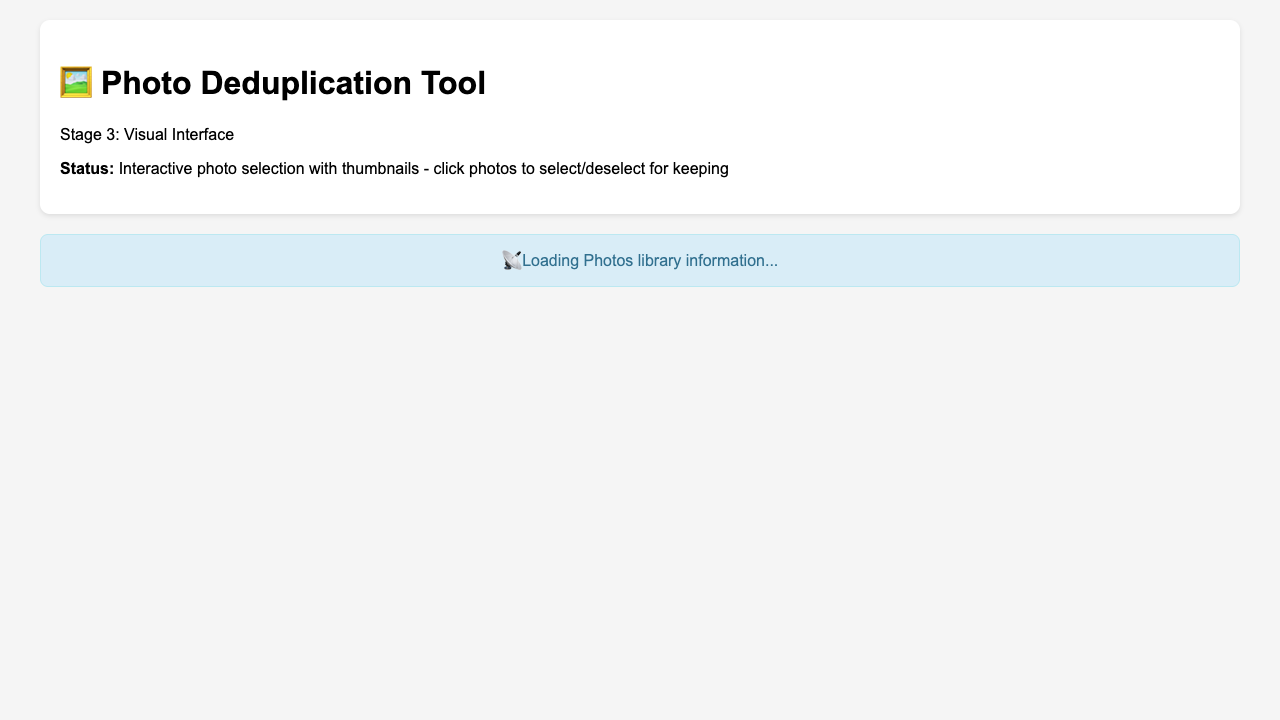 🖼️ Photo Deduplication Tool
Stage 3: Visual Interface
Status: Interactive photo selection with thumbnails - click photos to select/deselect for keeping
📡Loading Photos library information...